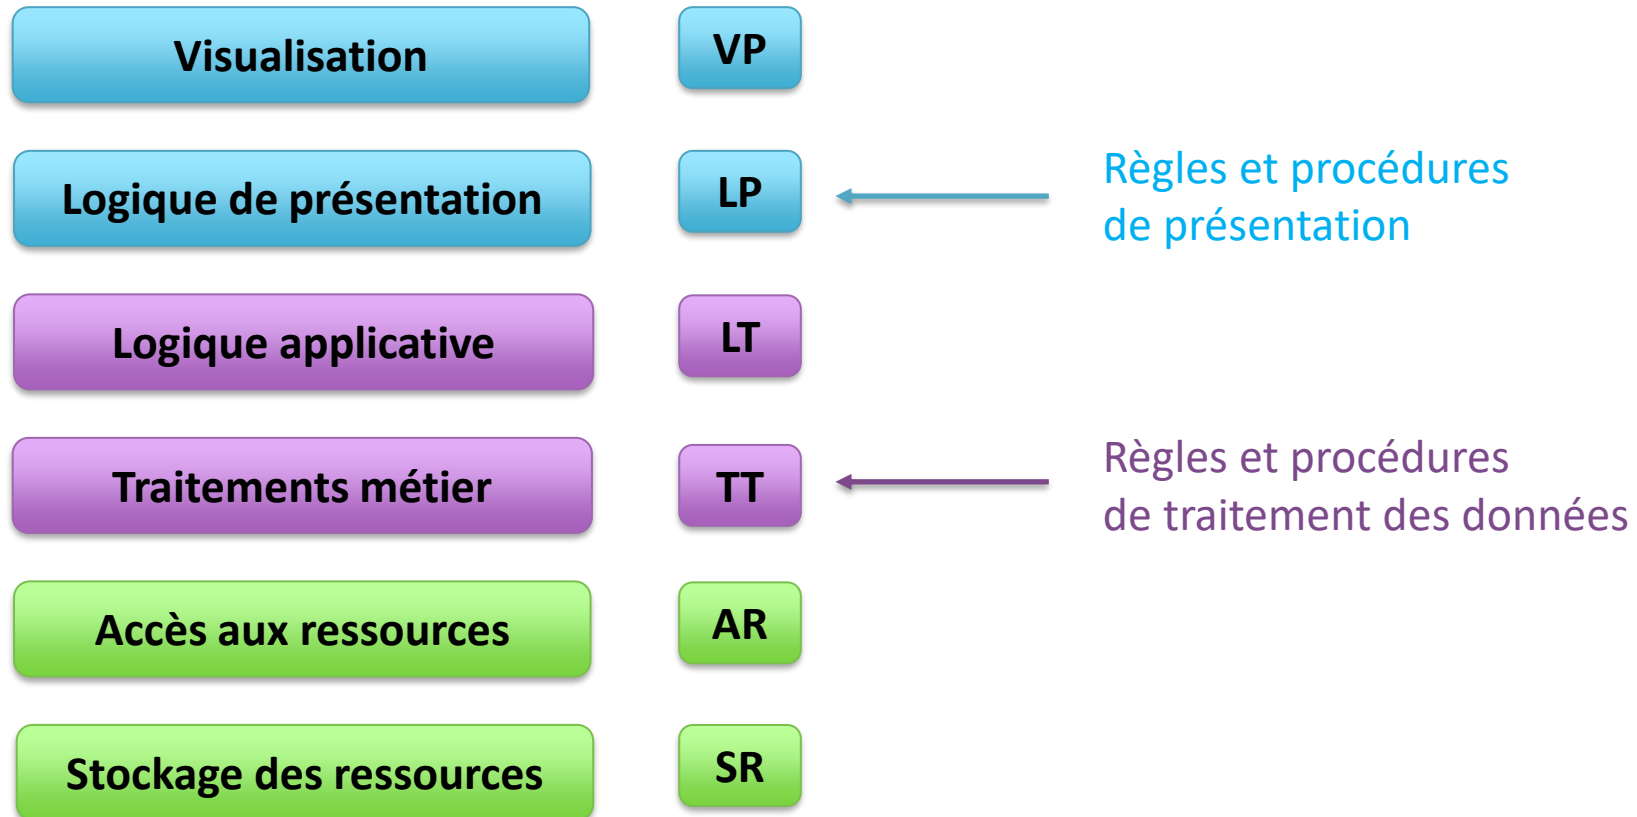 Visualisation
VP
Logique de présentation
LP
Règles et procédures
de présentation
Logique applicative
LT
Traitements métier
TT
Règles et procédures
de traitement des données
Accès aux ressources
AR
Stockage des ressources
SR